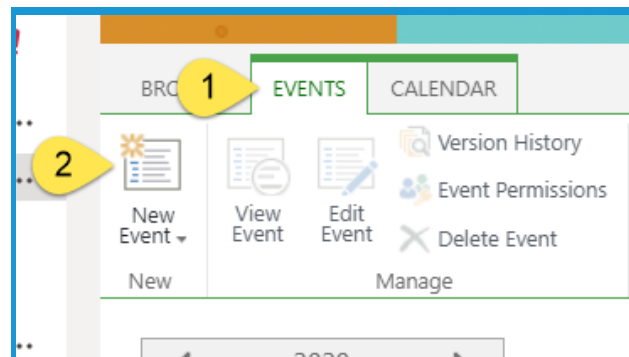 1
EVENTS
CALENDAR
2
New
Event
View
Event
Edit
Event
Version History
Event Permissions
Delete Event
New
Manage